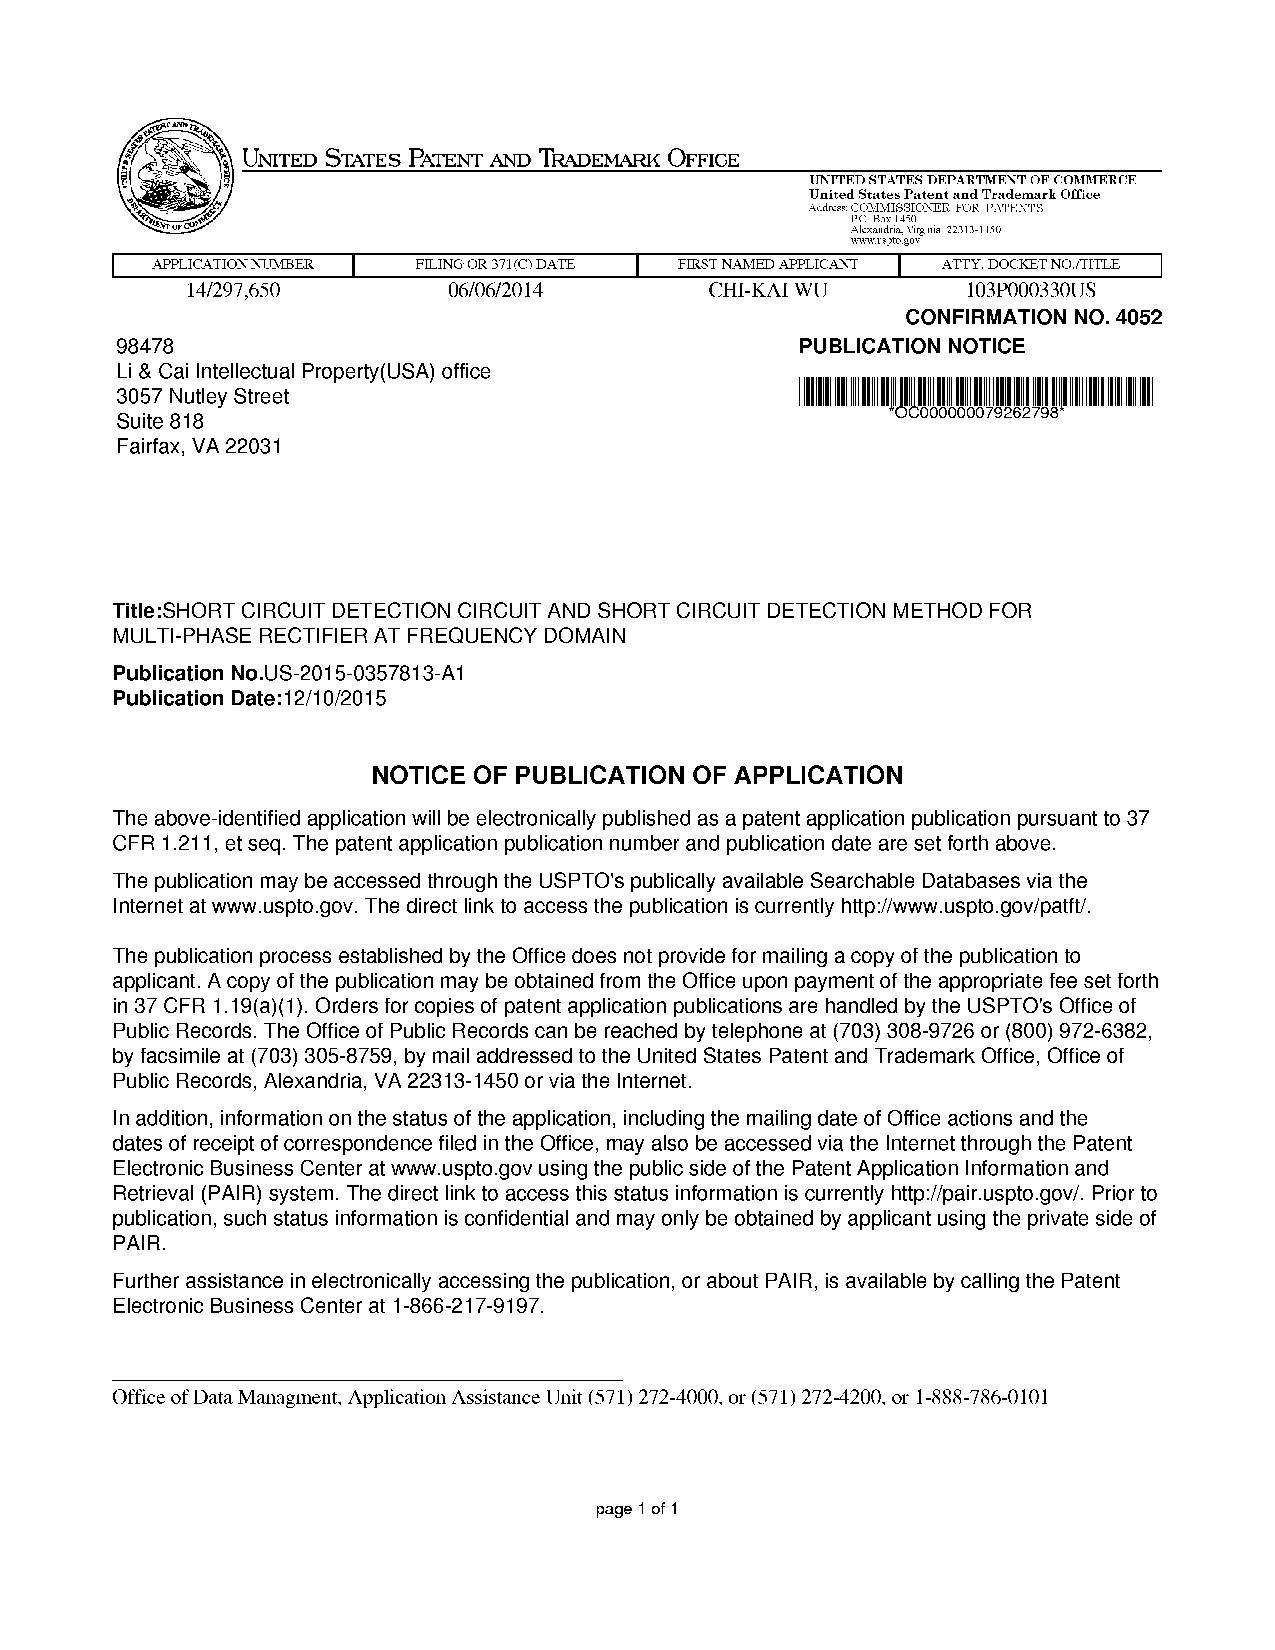 UNITED STATES PATENT AND TRADEMARK OFFICE
UNITED STATES DEPARTMENT OF COMMERCE
United States Patent and Trademark Office
Address: COMMISSIONER FOR PATENTS
P.O. Box 1450
Alexandria, Virginia 22313-1450
www.uspto.gov
APPLICATION NUMBER FILING OR 371(C) DATE FIRST NAMED APPLICANT ATTY. DOCKET NO./TITLE
14/297,650 06/06/2014 CHI-KAI WU 103P000330US
CONFIRMATION NO. 4052
98478 PUBLICATION NOTICE
Li & Cai Intellectual Property(USA) office
3057 Nutley Street
Suite 818
Fairfax, VA 22031
*OC000000079262798*
Title:SHORT CIRCUIT DETECTION CIRCUIT AND SHORT CIRCUIT DETECTION METHOD FOR
MULTI-PHASE RECTIFIER AT FREQUENCY DOMAIN
Publication No.US-2015-0357813-A1
Publication Date:12/10/2015
NOTICE OF PUBLICATION OF APPLICATION
The above-identified application will be electronically published as a patent application publication pursuant to 37
CFR 1.211, et seq. The patent application publication number and publication date are set forth above.
The publication may be accessed through the USPTO's publically available Searchable Databases via the
Internet at www.uspto.gov. The direct link to access the publication is currently http://www.uspto.gov/patft/.
The publication process established by the Office does not provide for mailing a copy of the publication to
applicant. A copy of the publication may be obtained from the Office upon payment of the appropriate fee set forth
in 37 CFR 1.19(a)(1). Orders for copies of patent application publications are handled by the USPTO's Office of
Public Records. The Office of Public Records can be reached by telephone at (703) 308-9726 or (800) 972-6382,
by facsimile at (703) 305-8759, by mail addressed to the United States Patent and Trademark Office, Office of
Public Records, Alexandria, VA 22313-1450 or via the Internet.
In addition, information on the status of the application, including the mailing date of Office actions and the
dates of receipt of correspondence filed in the Office, may also be accessed via the Internet through the Patent
Electronic Business Center at www.uspto.gov using the public side of the Patent Application Information and
Retrieval (PAIR) system. The direct link to access this status information is currently http://pair.uspto.gov/. Prior to
publication, such status information is confidential and may only be obtained by applicant using the private side of
PAIR.
Further assistance in electronically accessing the publication, or about PAIR, is available by calling the Patent
Electronic Business Center at 1-866-217-9197.
Office of Data Managment, Application Assistance Unit (571) 272-4000, or (571) 272-4200, or 1-888-786-0101
page 1 of 1